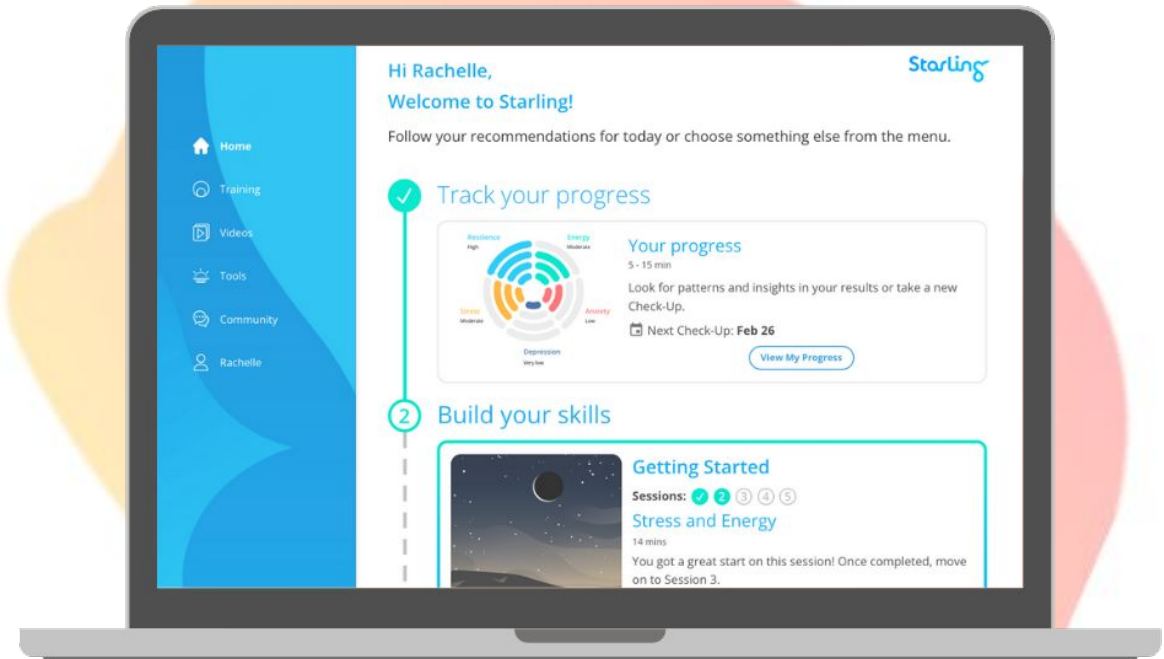 Starling
Hi Rachelle,
Welcome to Starling!
Follow your recommendations for today or choose something else from the menu.
Home
Training
Videos
Tools
Community
Rachelle
Track your progress
Resilience
High
Energy
Moderate
Stress
Moderate
Anxiety
Low
Depression
Very low
Your progress
5 - 15 min
Look for patterns and insights in your results or take a new
Check-Up.
Next Check-Up: Feb 26
View My Progress
2
Build your skills
Getting Started
Sessions: 2 3 4 5
Stress and Energy
14 mins
You got a great start on this session! Once completed, move
on to Session 3.